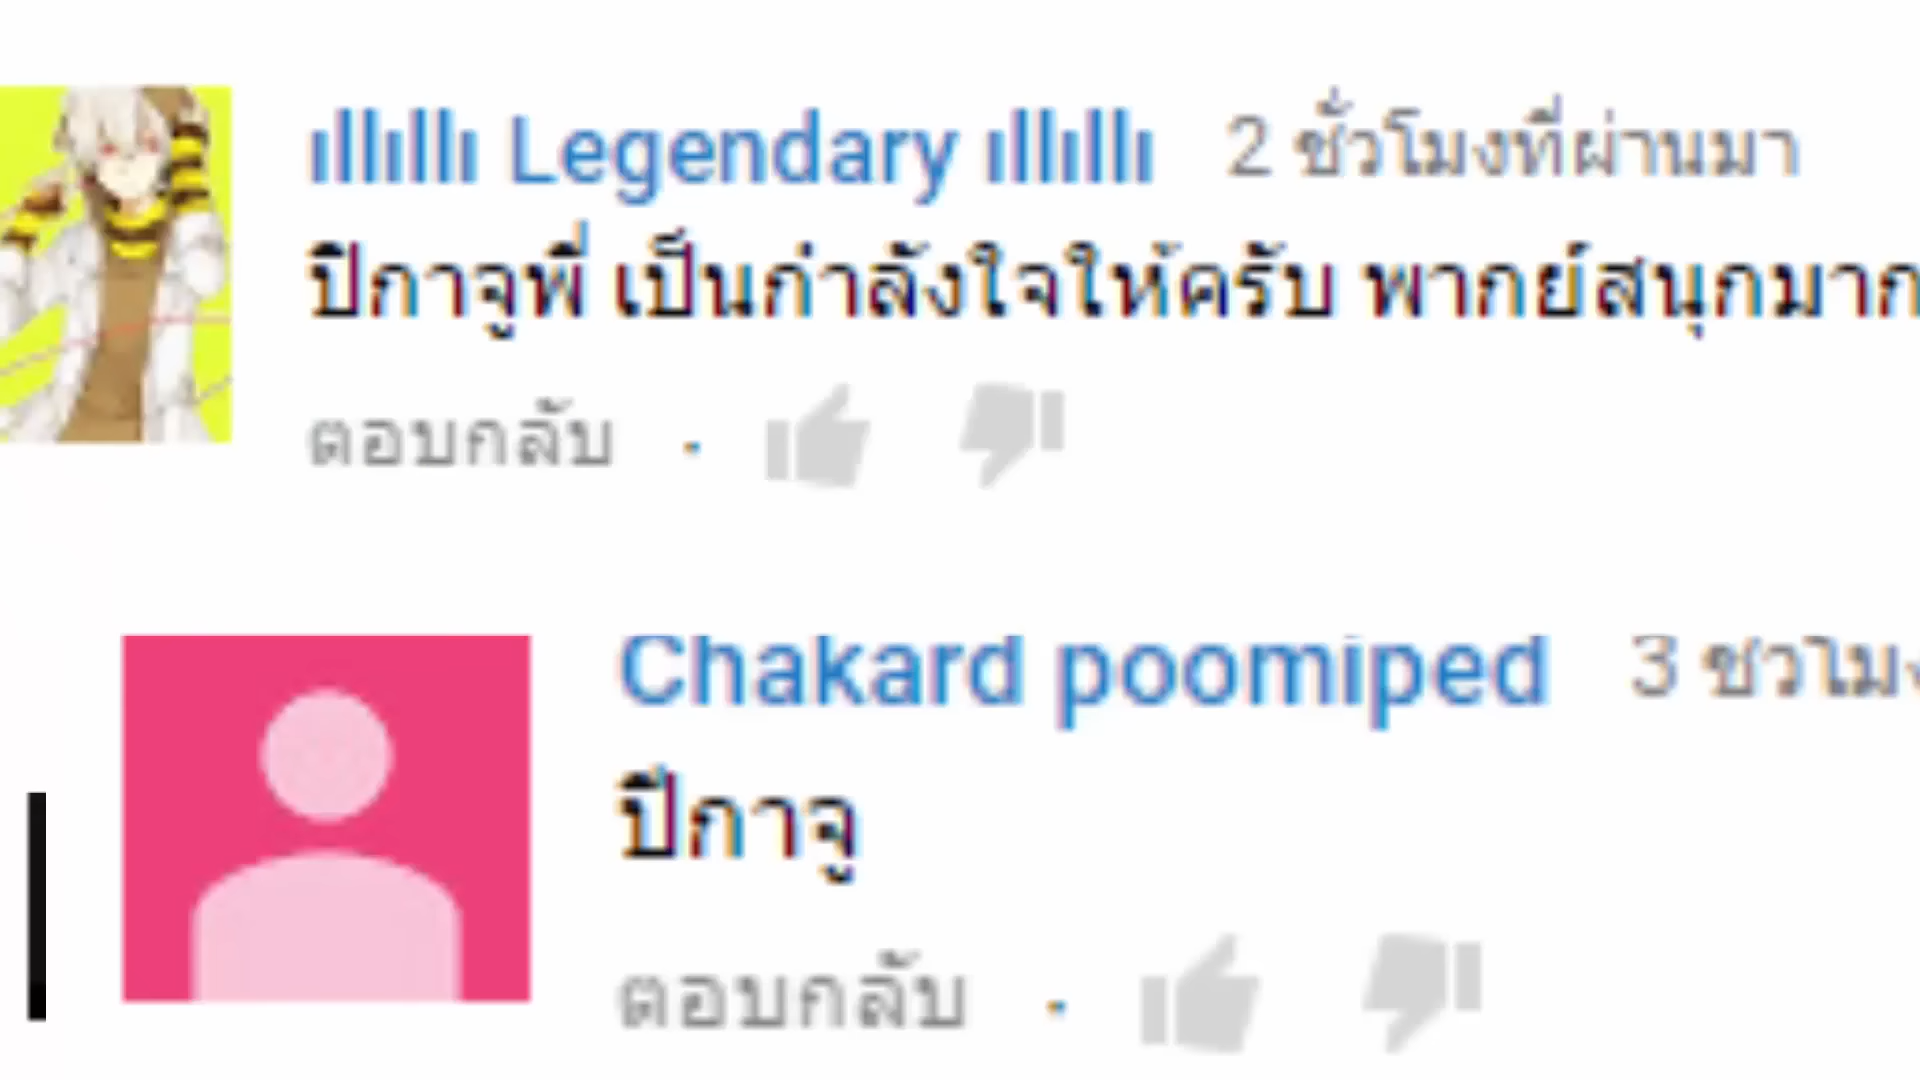 ıllıllı Legendary ıllıllı 2 ชั่วโมงที่ผ่านมา
ปิกาจูพี่ เป็นกำลังใจให้ครับ พากย์สนุกมาก
ตอบกลับ
Chakard poomiped 3 ชั่วโมง
ปิกาจู
ตอบกลับ